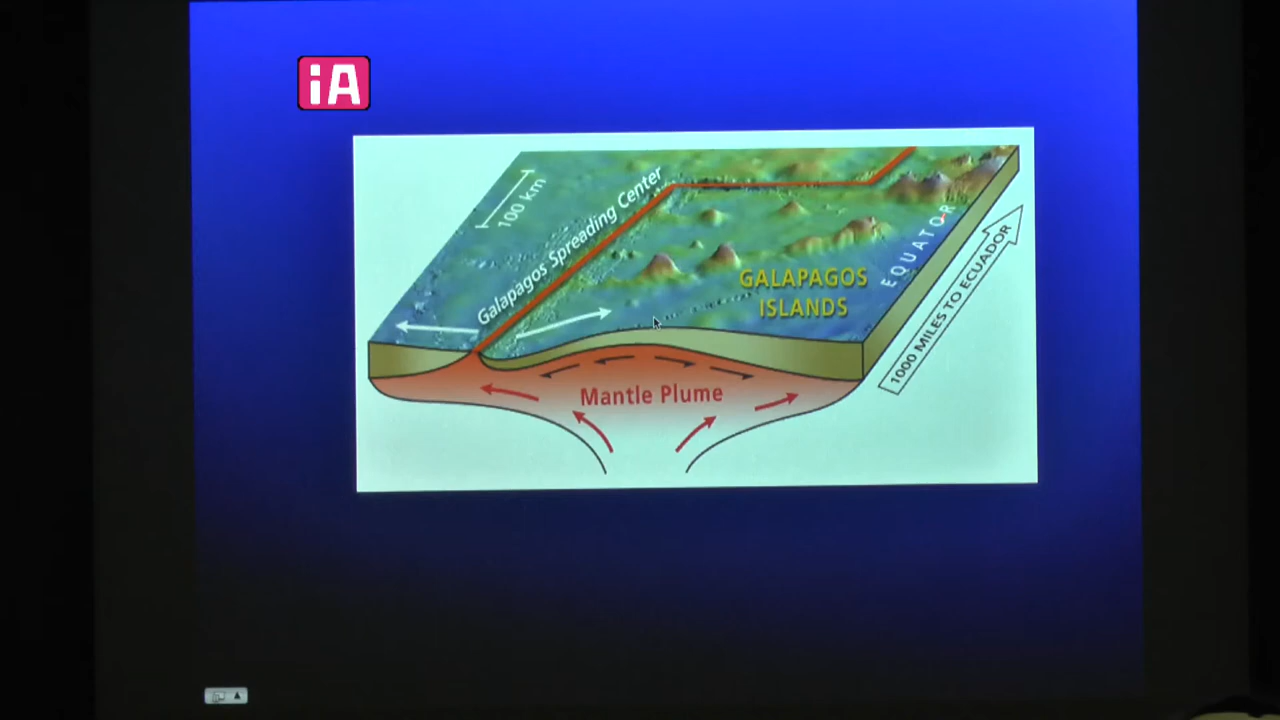 iA
100 km
Galapagos Spreading Center
GALAPAGOS
ISLANDS
EQUATOR
1000 MILES TO ECUADOR
Mantle Plume